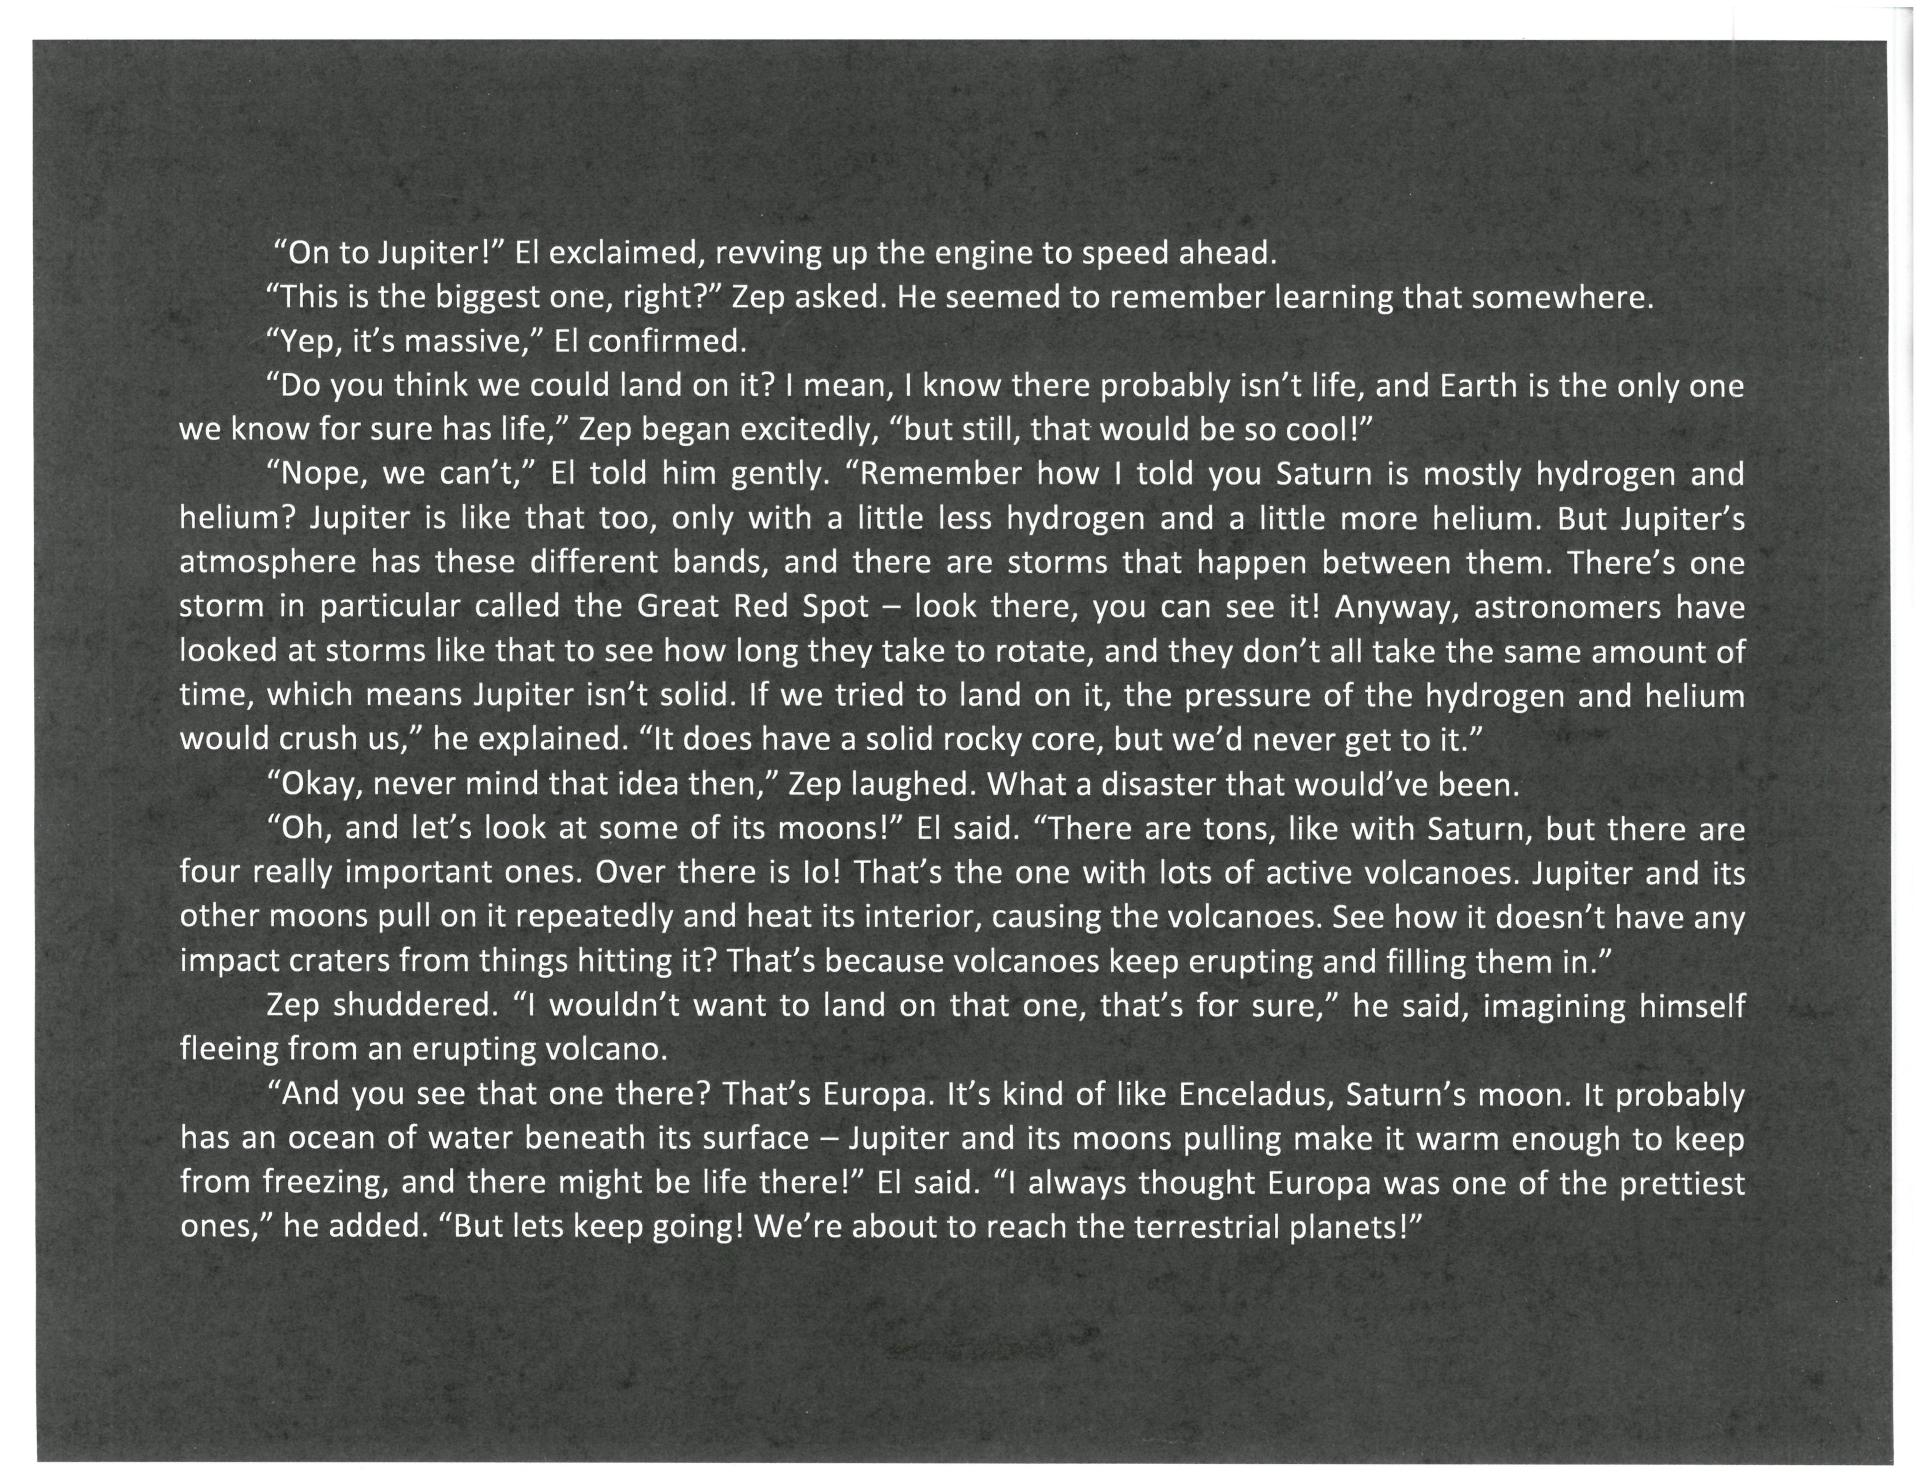 “On to Jupiter!” El exclaimed, revving up the engine to speed ahead.
“This is the biggest one, right?” Zep asked. He seemed to remember learning that somewhere.
“Yep, it’s massive,” El confirmed.
“Do you think we could land on it? I mean, I know there probably isn’t life, and Earth is the only one
we know for sure has life,” Zep began excitedly, “but still, that would be so cool!”
“Nope, we can’t,” El told him gently. “Remember how I told you Saturn is mostly hydrogen and
helium? Jupiter is like that too, only with a little less hydrogen and a little more helium. But Jupiter’s
atmosphere has these different bands, and there are storms that happen between them. There’s one
storm in particular called the Great Red Spot – look there, you can see it! Anyway, astronomers have
looked at storms like that to see how long they take to rotate, and they don’t all take the same amount of
time, which means Jupiter isn’t solid. If we tried to land on it, the pressure of the hydrogen and helium
would crush us,” he explained. “It does have a solid rocky core, but we’d never get to it.”
“Okay, never mind that idea then,” Zep laughed. What a disaster that would’ve been.
“Oh, and let’s look at some of its moons!” El said. “There are tons, like with Saturn, but there are
four really important ones. Over there is Io! That’s the one with lots of active volcanoes. Jupiter and its
other moons pull on it repeatedly and heat its interior, causing the volcanoes. See how it doesn’t have any
impact craters from things hitting it? That’s because volcanoes keep erupting and filling them in.”
Zep shuddered. “I wouldn’t want to land on that one, that’s for sure,” he said, imagining himself
fleeing from an erupting volcano.
“And you see that one there? That’s Europa. It’s kind of like Enceladus, Saturn’s moon. It probably
has an ocean of water beneath its surface – Jupiter and its moons pulling make it warm enough to keep
from freezing, and there might be life there!” El said. “I always thought Europa was one of the prettiest
ones,” he added. “But lets keep going! We’re about to reach the terrestrial planets!”